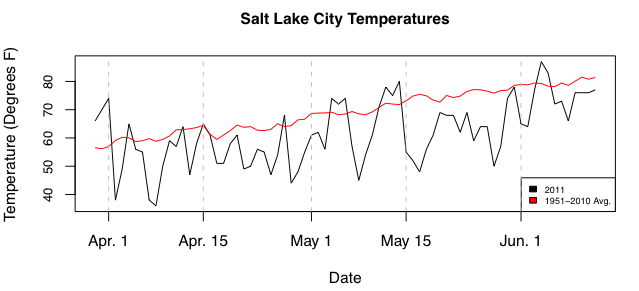 Salt Lake City Temperatures
Temperature (Degrees F)
80
70
60
50
40
2011
1951−2010 Avg.
Apr. 1 Apr. 15 May 1 May 15 Jun. 1
Date